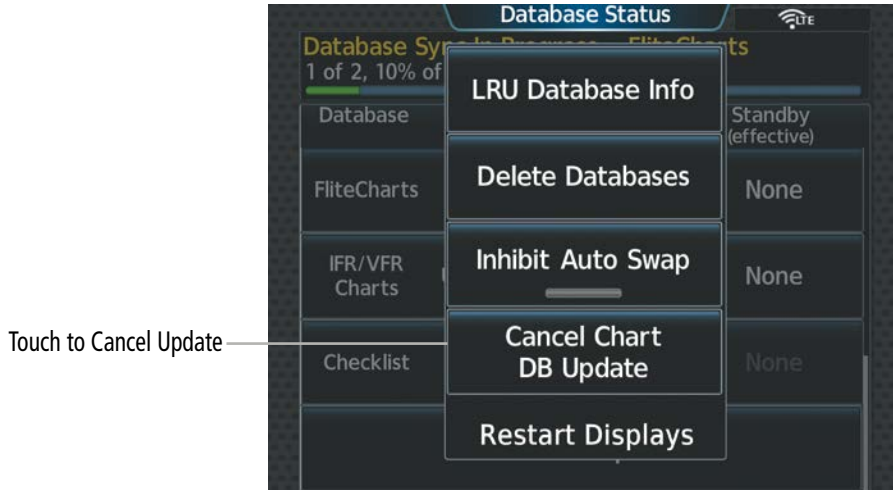 Database Status
LTE
Database Sync In Progress - FliteCharts
1 of 2, 10% of
LRU Database Info
Database
Standby
(effective)
Delete Databases
FliteCharts
None
Inhibit Auto Swap
IFR/VFR
Charts
None
Touch to Cancel Update
Cancel Chart
DB Update
Checklist
None
Restart Displays